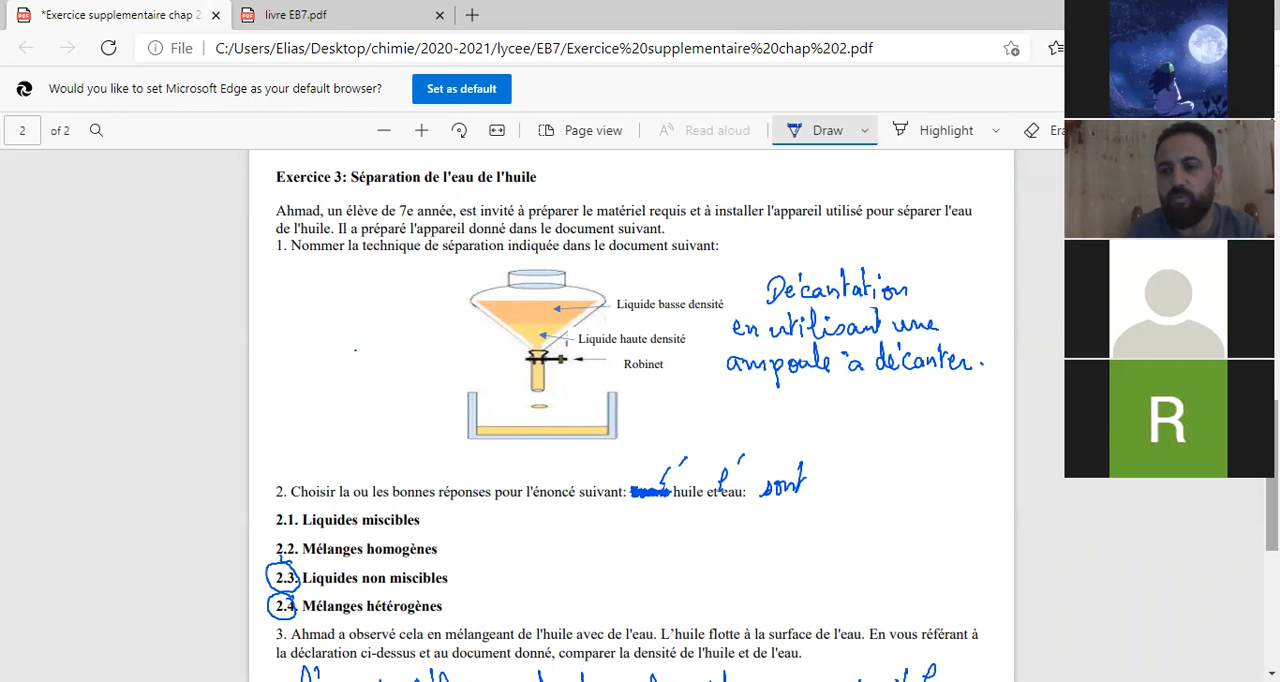 *Exercice supplementaire chap 2
livre EB7.pdf
File
C:/Users/Elias/Desktop/chimie/2020-2021/lycee/EB7/Exercice%20supplementaire%20chap%202.pdf
Would you like to set Microsoft Edge as your default browser?
Set as default
2 of 2
Page view
Read aloud
Draw
Highlight
Exercice 3: Séparation de l'eau de l'huile
Ahmad, un élève de 7e année, est invité à préparer le matériel requis et à installer l'appareil utilisé pour séparer l'eau
de l'huile. Il a préparé l'appareil donné dans le document suivant.
1. Nommer la technique de séparation indiquée dans le document suivant:
Liquide basse densité
Liquide haute densité
Robinet
Décantation
en utilisant une
ampoule à décanter.
2. Choisir la ou les bonnes réponses pour l'énoncé suivant: l' huile et l' eau: sont
2.1. Liquides miscibles
2.2. Mélanges homogènes
2.3. Liquides non miscibles
2.4. Mélanges hétérogènes
3. Ahmad a observé cela en mélangeant de l'huile avec de l'eau. L'huile flotte à la surface de l'eau. En vous référant à
la déclaration ci-dessus et au document donné, comparer la densité de l'huile et de l'eau.
R